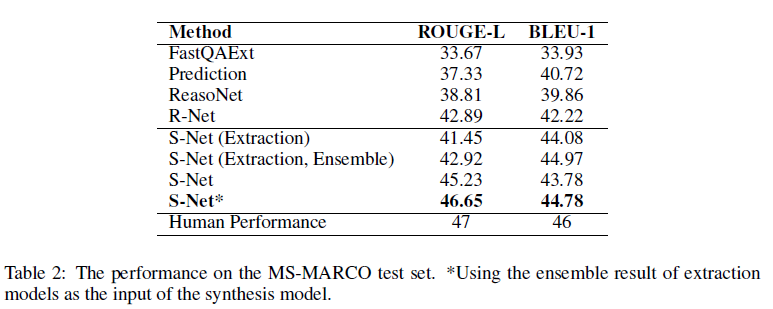 Method ROUGE-L BLEU-1
FastQAExt 33.67 33.93
Prediction 37.33 40.72
ReasoNet 38.81 39.86
R-Net 42.89 42.22
S-Net (Extraction) 41.45 44.08
S-Net (Extraction, Ensemble) 42.92 44.97
S-Net 45.23 43.78
S-Net* 46.65 44.78
Human Performance 47 46
Table 2: The performance on the MS-MARCO test set. *Using the ensemble result of extraction
models as the input of the synthesis model.